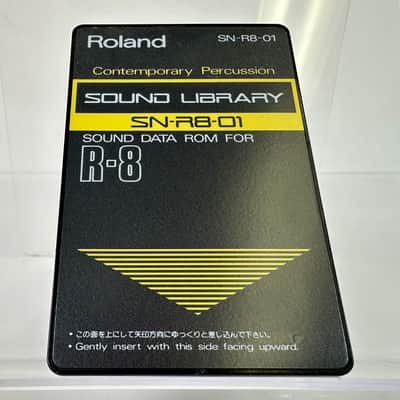 Roland SN-R8-01
Contemporary Percussion
SOUND LIBRARY
SN-R8-01
SOUND DATA ROM FOR
R-8
・この面を上にして矢印方向にゆっくりと差し込んで下さい。
・Gently insert with this side facing upward.